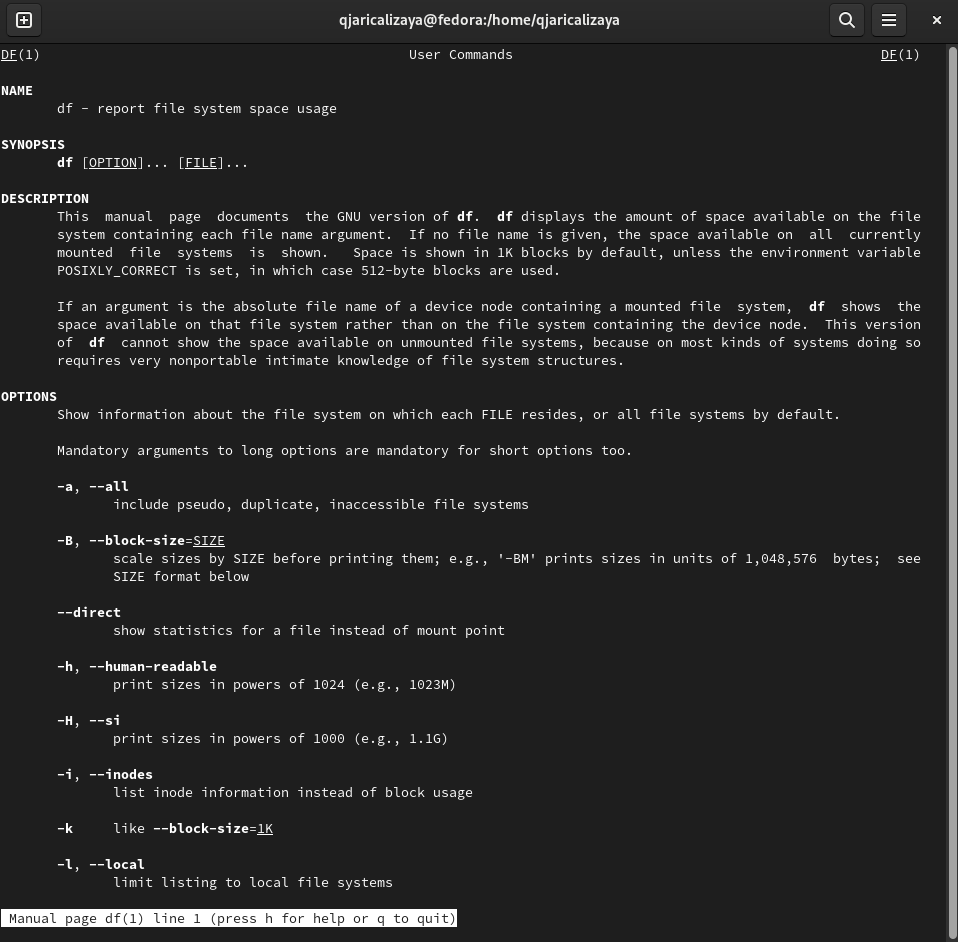 qjaricalizaya@fedora:/home/qjaricalizaya
DF(1) User Commands DF(1)
NAME
df - report file system space usage
SYNOPSIS
df [OPTION]... [FILE]...
DESCRIPTION
This manual page documents the GNU version of df. df displays the amount of space available on the file
system containing each file name argument. If no file name is given, the space available on all currently
mounted file systems is shown. Space is shown in 1K blocks by default, unless the environment variable
POSIXLY_CORRECT is set, in which case 512-byte blocks are used.
If an argument is the absolute file name of a device node containing a mounted file system, df shows the
space available on that file system rather than on the file system containing the device node. This version
of df cannot show the space available on unmounted file systems, because on most kinds of systems doing so
requires very nonportable intimate knowledge of file system structures.
OPTIONS
Show information about the file system on which each FILE resides, or all file systems by default.
Mandatory arguments to long options are mandatory for short options too.
-a, --all
include pseudo, duplicate, inaccessible file systems
-B, --block-size=SIZE
scale sizes by SIZE before printing them; e.g., '-BM' prints sizes in units of 1,048,576 bytes; see
SIZE format below
--direct
show statistics for a file instead of mount point
-h, --human-readable
print sizes in powers of 1024 (e.g., 1023M)
-H, --si
print sizes in powers of 1000 (e.g., 1.1G)
-i, --inodes
list inode information instead of block usage
-k like --block-size=1K
-l, --local
limit listing to local file systems
Manual page df(1) line 1 (press h for help or q to quit)